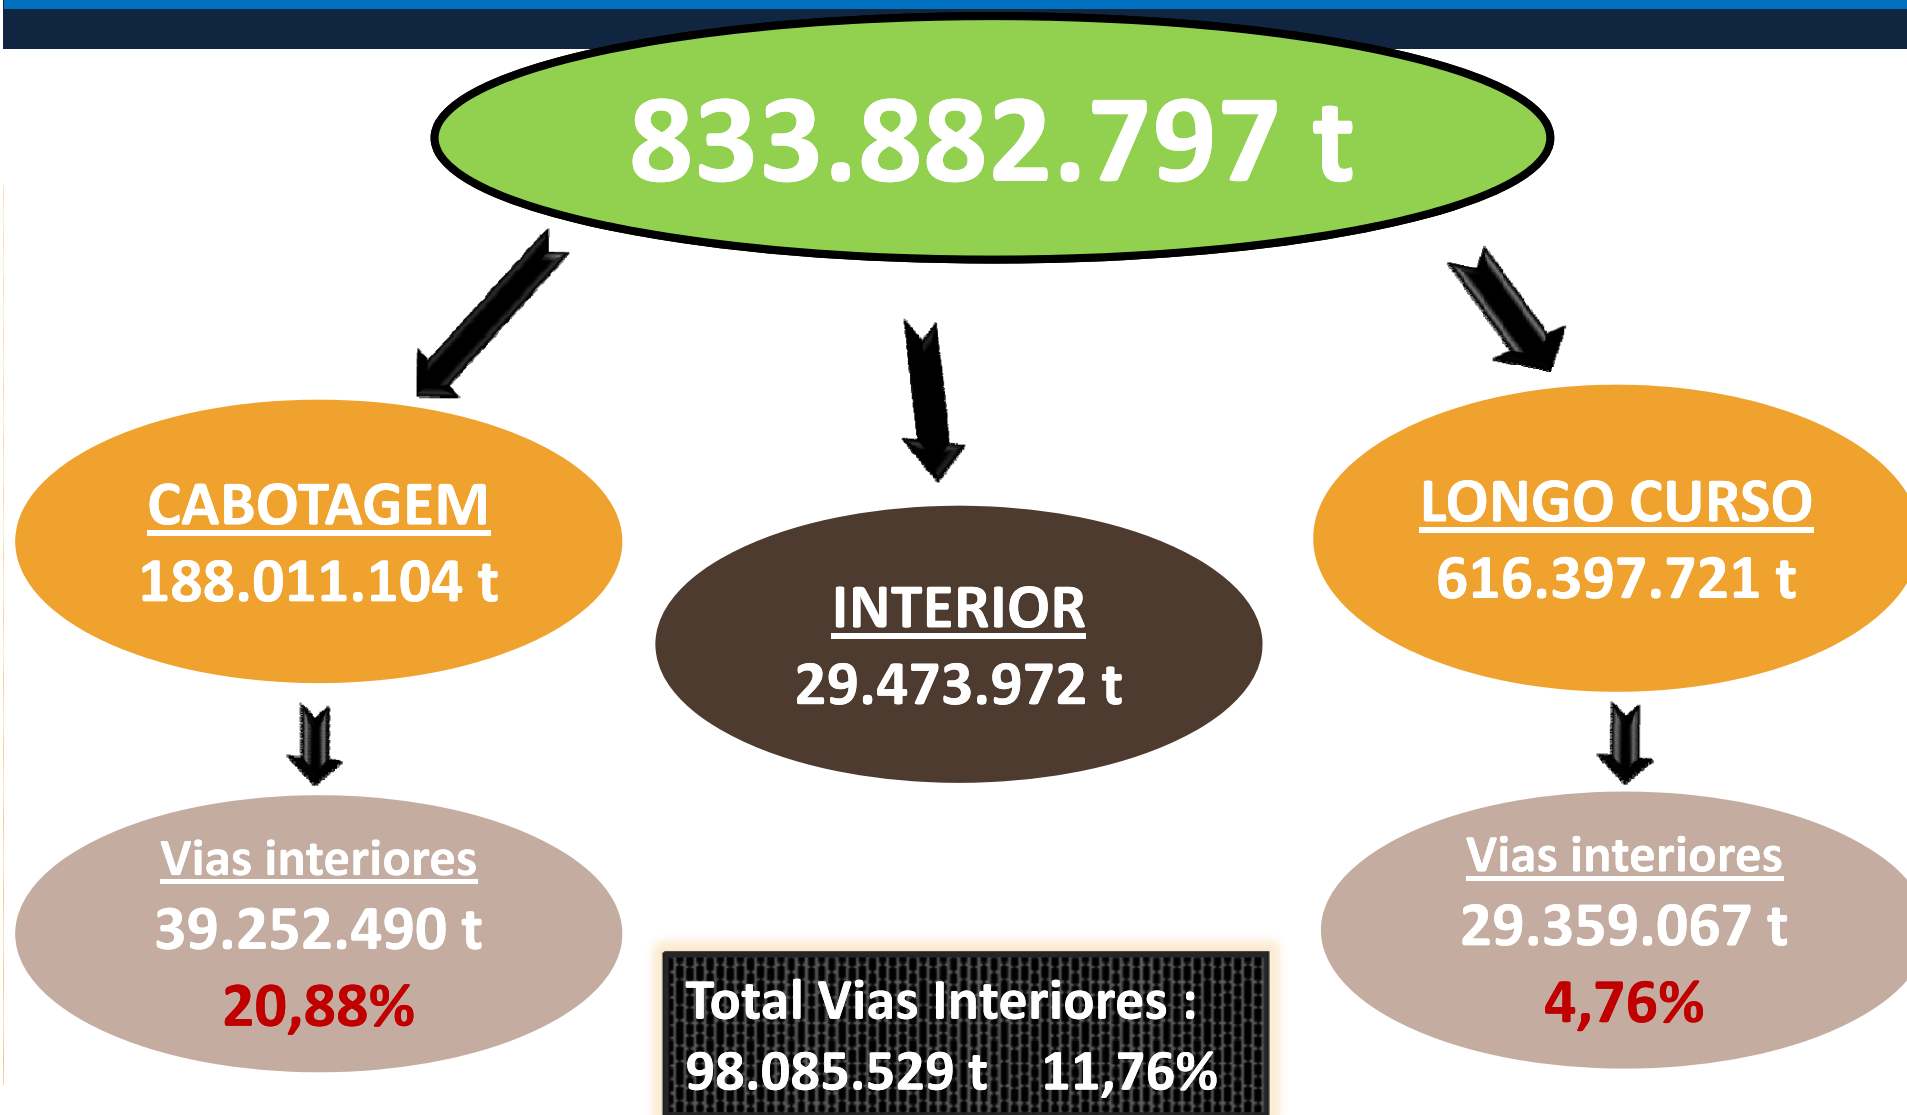 833.882.797 t
CABOTAGEM
188.011.104 t
INTERIOR
29.473.972 t
LONGO CURSO
616.397.721 t
Vias interiores
39.252.490 t
20,88%
Total Vias Interiores :
98.085.529 t 11,76%
Vias interiores
29.359.067 t
4,76%